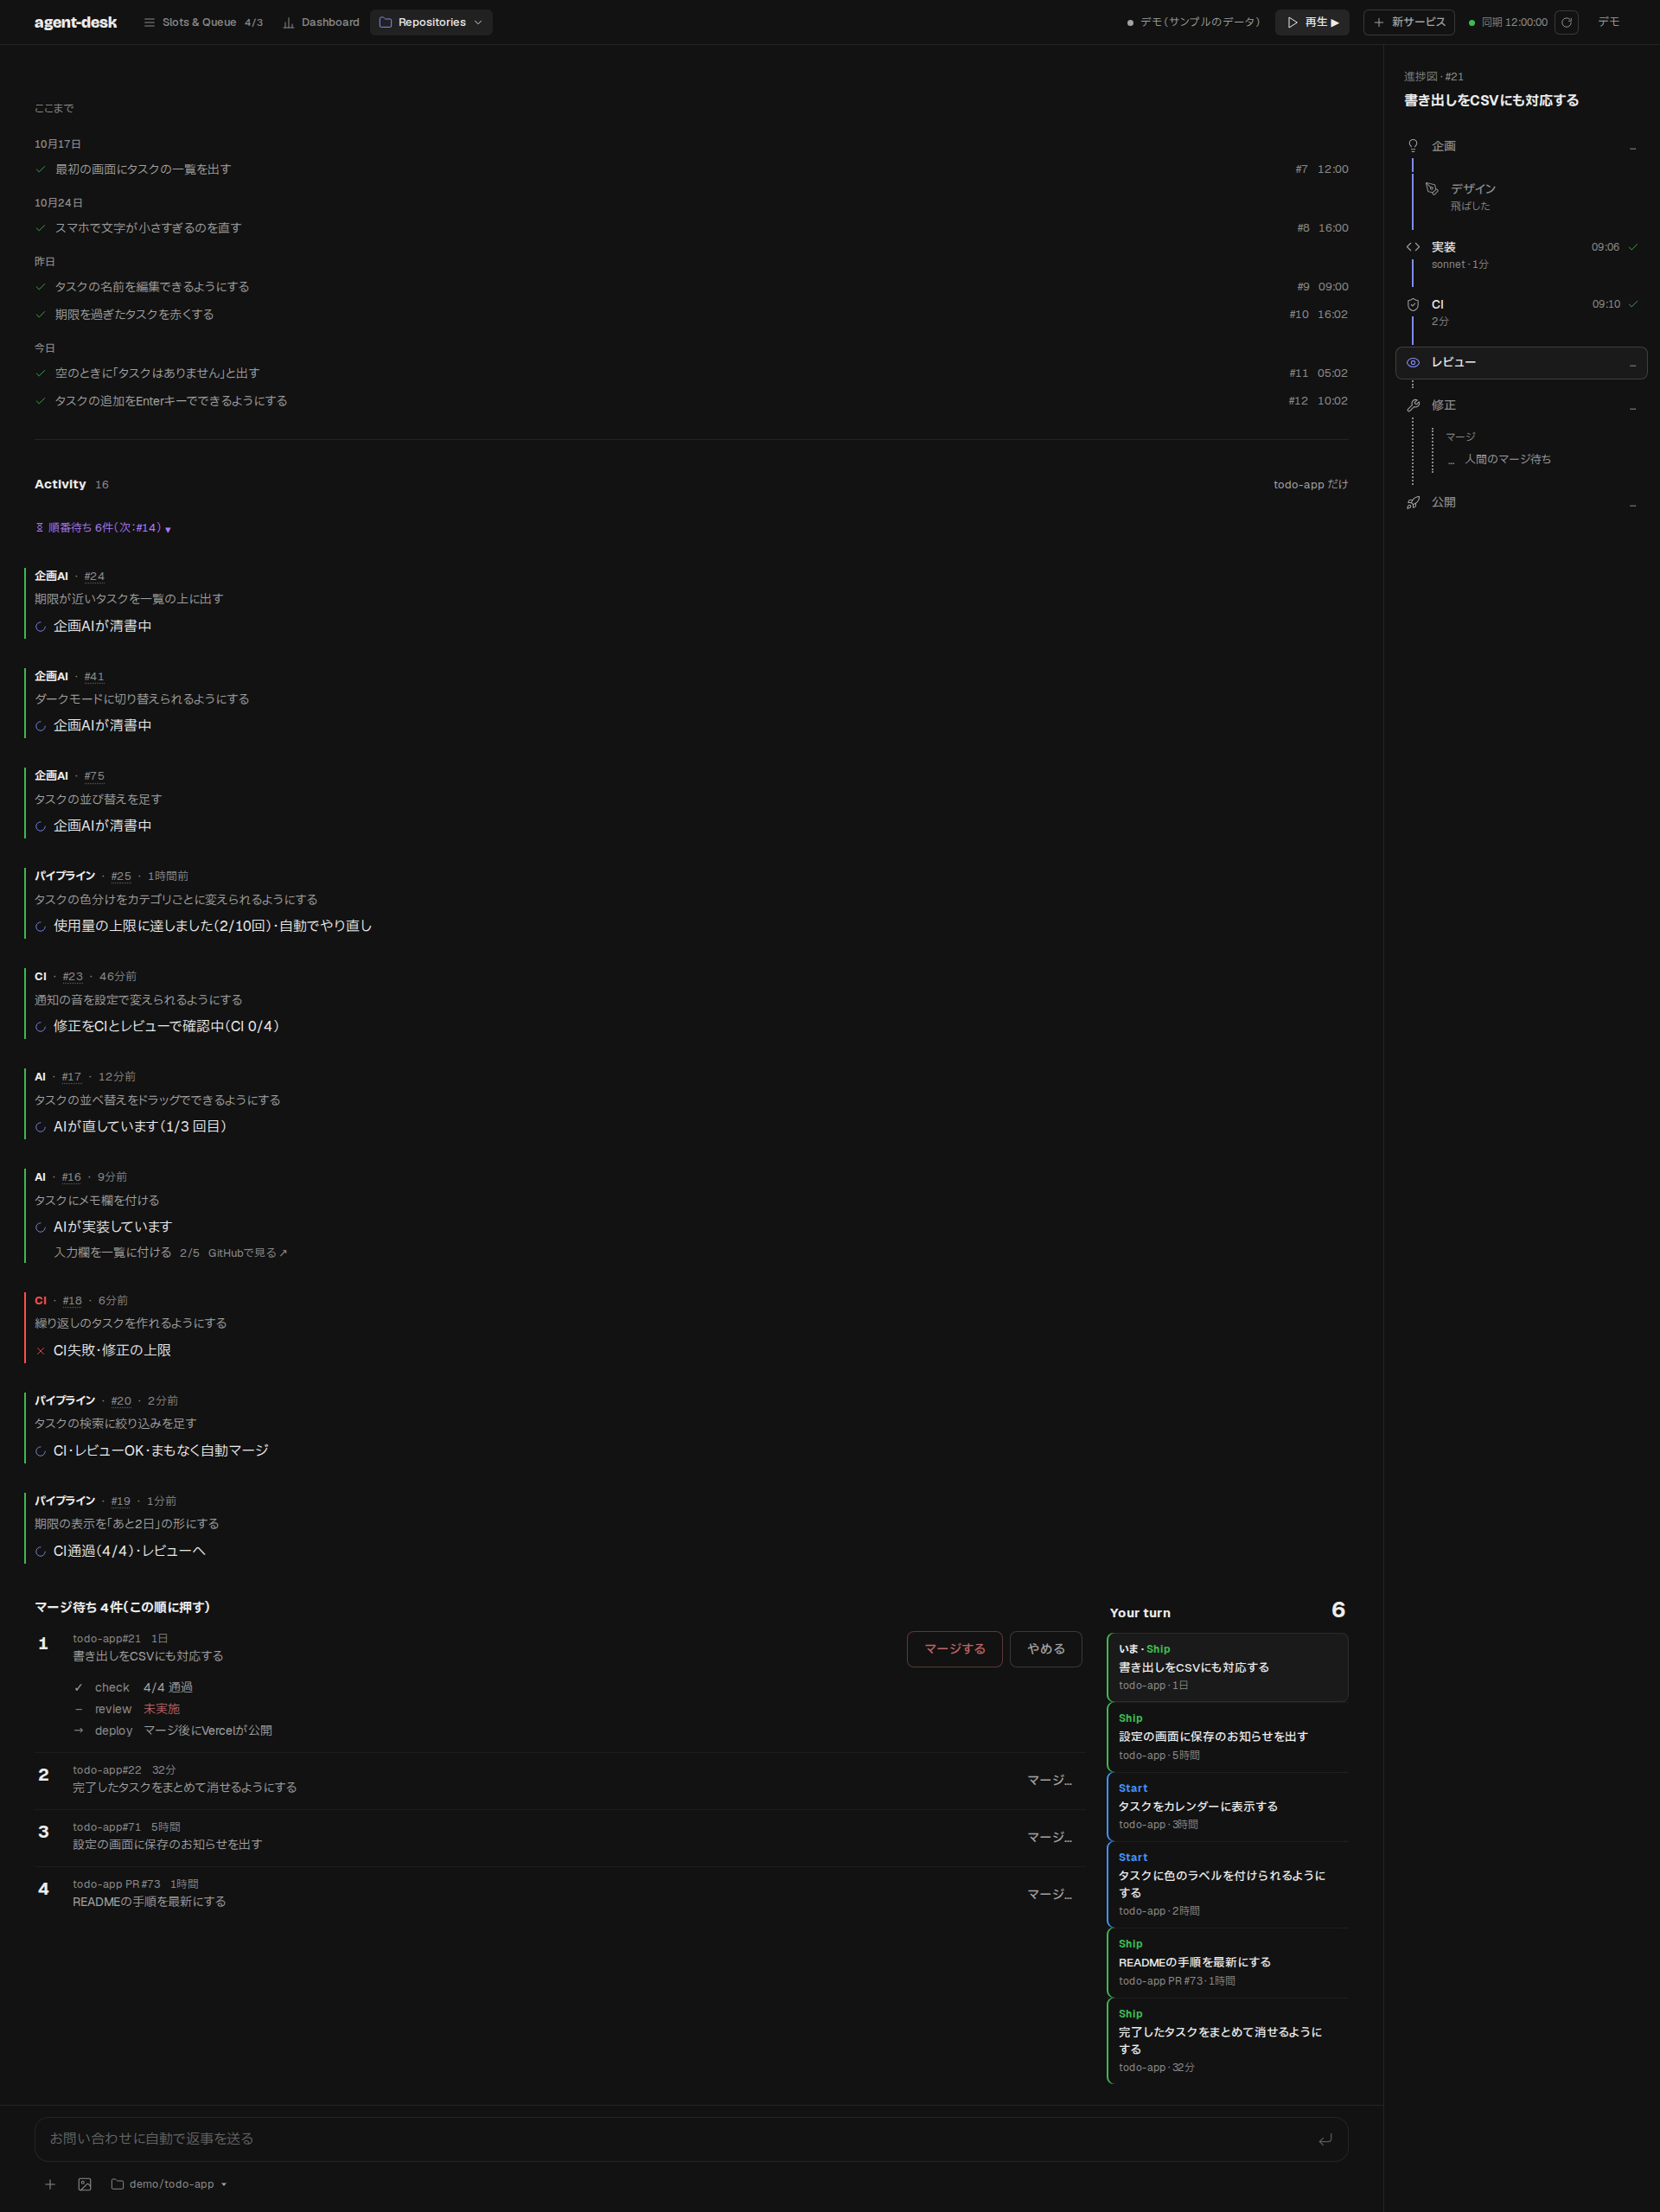 agent-desk
Slots & Queue 4/3
Dashboard
Repositories
デモ(サンプルのデータ)
再生 ▶
新サービス
同期 12:00:00
デモ
ここまで
10月17日
最初の画面にタスクの一覧を出す #7 12:00
10月24日
スマホで文字が小さすぎるのを直す #8 16:00
昨日
タスクの名前を編集できるようにする #9 09:00
期限を過ぎたタスクを赤くする #10 16:02
今日
空のときに「タスクはありません」と出す #11 05:02
タスクの追加をEnterキーでできるようにする #12 10:02
Activity 16
todo-app だけ
順番待ち 6件(次:#14) ▾
企画AI · #24
期限が近いタスクを一覧の上に出す
企画AIが清書中
企画AI · #41
ダークモードに切り替えられるようにする
企画AIが清書中
企画AI · #75
タスクの並び替えを足す
企画AIが清書中
パイプライン · #25 · 1時間前
タスクの色分けをカテゴリごとに変えられるようにする
使用量の上限に達しました(2/10回)・自動でやり直し
CI · #23 · 46分前
通知の音を設定で変えられるようにする
修正をCIとレビューで確認中(CI 0/4)
AI · #17 · 12分前
タスクの並べ替えをドラッグでできるようにする
AIが直しています(1/3 回目)
AI · #16 · 9分前
タスクにメモ欄を付ける
AIが実装しています
入力欄を一覧に付ける 2/5 GitHubで見る ↗
CI · #18 · 6分前
繰り返しのタスクを作れるようにする
CI失敗・修正の上限
パイプライン · #20 · 2分前
タスクの検索に絞り込みを足す
CI・レビューOK・まもなく自動マージ
パイプライン · #19 · 1分前
期限の表示を「あと2日」の形にする
CI通過(4/4)・レビューへ
マージ待ち 4件(この順に押す)
1
todo-app#21 1日
書き出しをCSVにも対応する
マージする
やめる
✓ check 4/4 通過
– review 未実施
→ deploy マージ後にVercelが公開
2
todo-app#22 32分
完了したタスクをまとめて消せるようにする
マージ…
3
todo-app#71 5時間
設定の画面に保存のお知らせを出す
マージ…
4
todo-app PR #73 1時間
READMEの手順を最新にする
マージ…
Your turn 6
いま · Ship
書き出しをCSVにも対応する
todo-app · 1日
Ship
設定の画面に保存のお知らせを出す
todo-app · 5時間
Start
タスクをカレンダーに表示する
todo-app · 3時間
Start
タスクに色のラベルを付けられるように
する
todo-app · 2時間
Ship
READMEの手順を最新にする
todo-app PR #73 · 1時間
Ship
完了したタスクをまとめて消せるように
する
todo-app · 32分
お問い合わせに自動で返事を送る
demo/todo-app ▾
進捗図 · #21
書き出しをCSVにも対応する
企画 …
デザイン
飛ばした
実装 09:06
sonnet · 1分
CI 09:10
2分
レビュー …
修正 …
マージ
… 人間のマージ待ち
公開 …